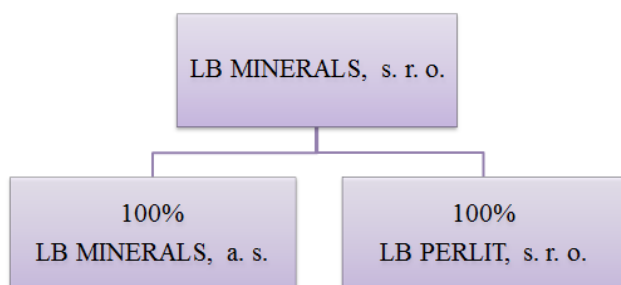 LB MINERALS, s. r. o.
100%
LB MINERALS, a. s.
100%
LB PERLIT, s. r. o.